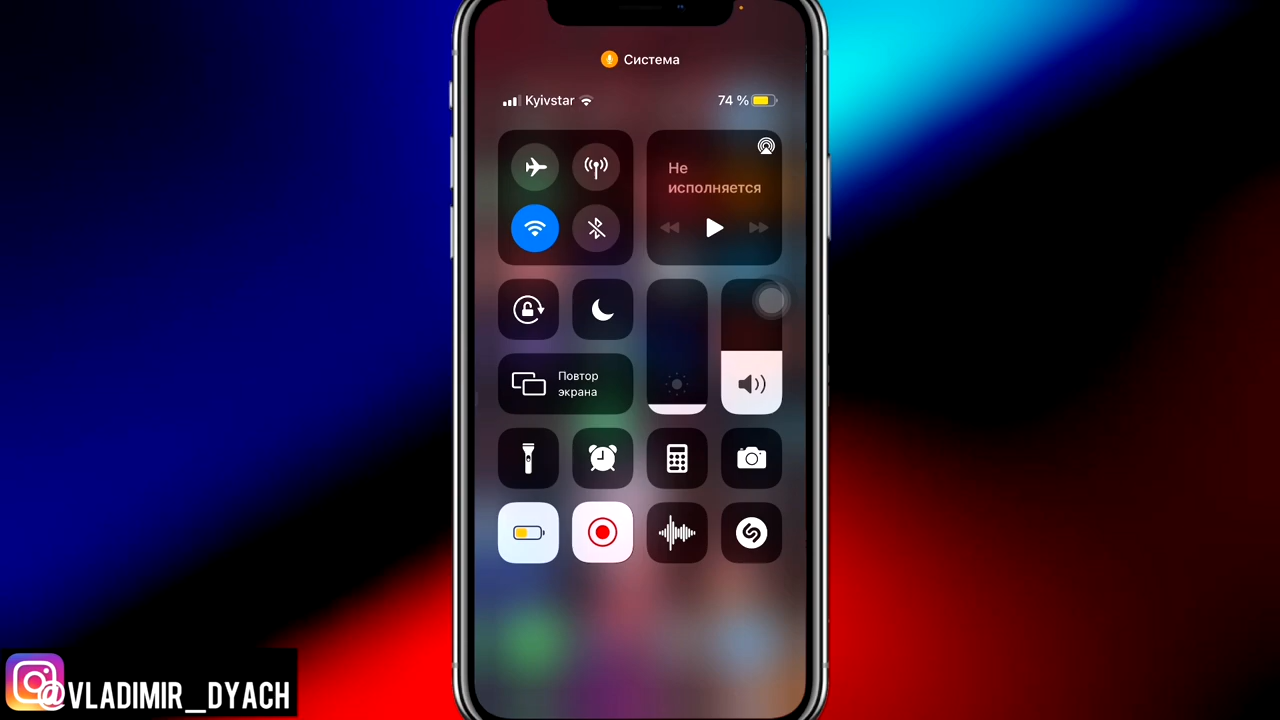 Система
Kyivstar
74 %
Не
исполняется
Повтор
экрана
@VLADIMIR_DYACH